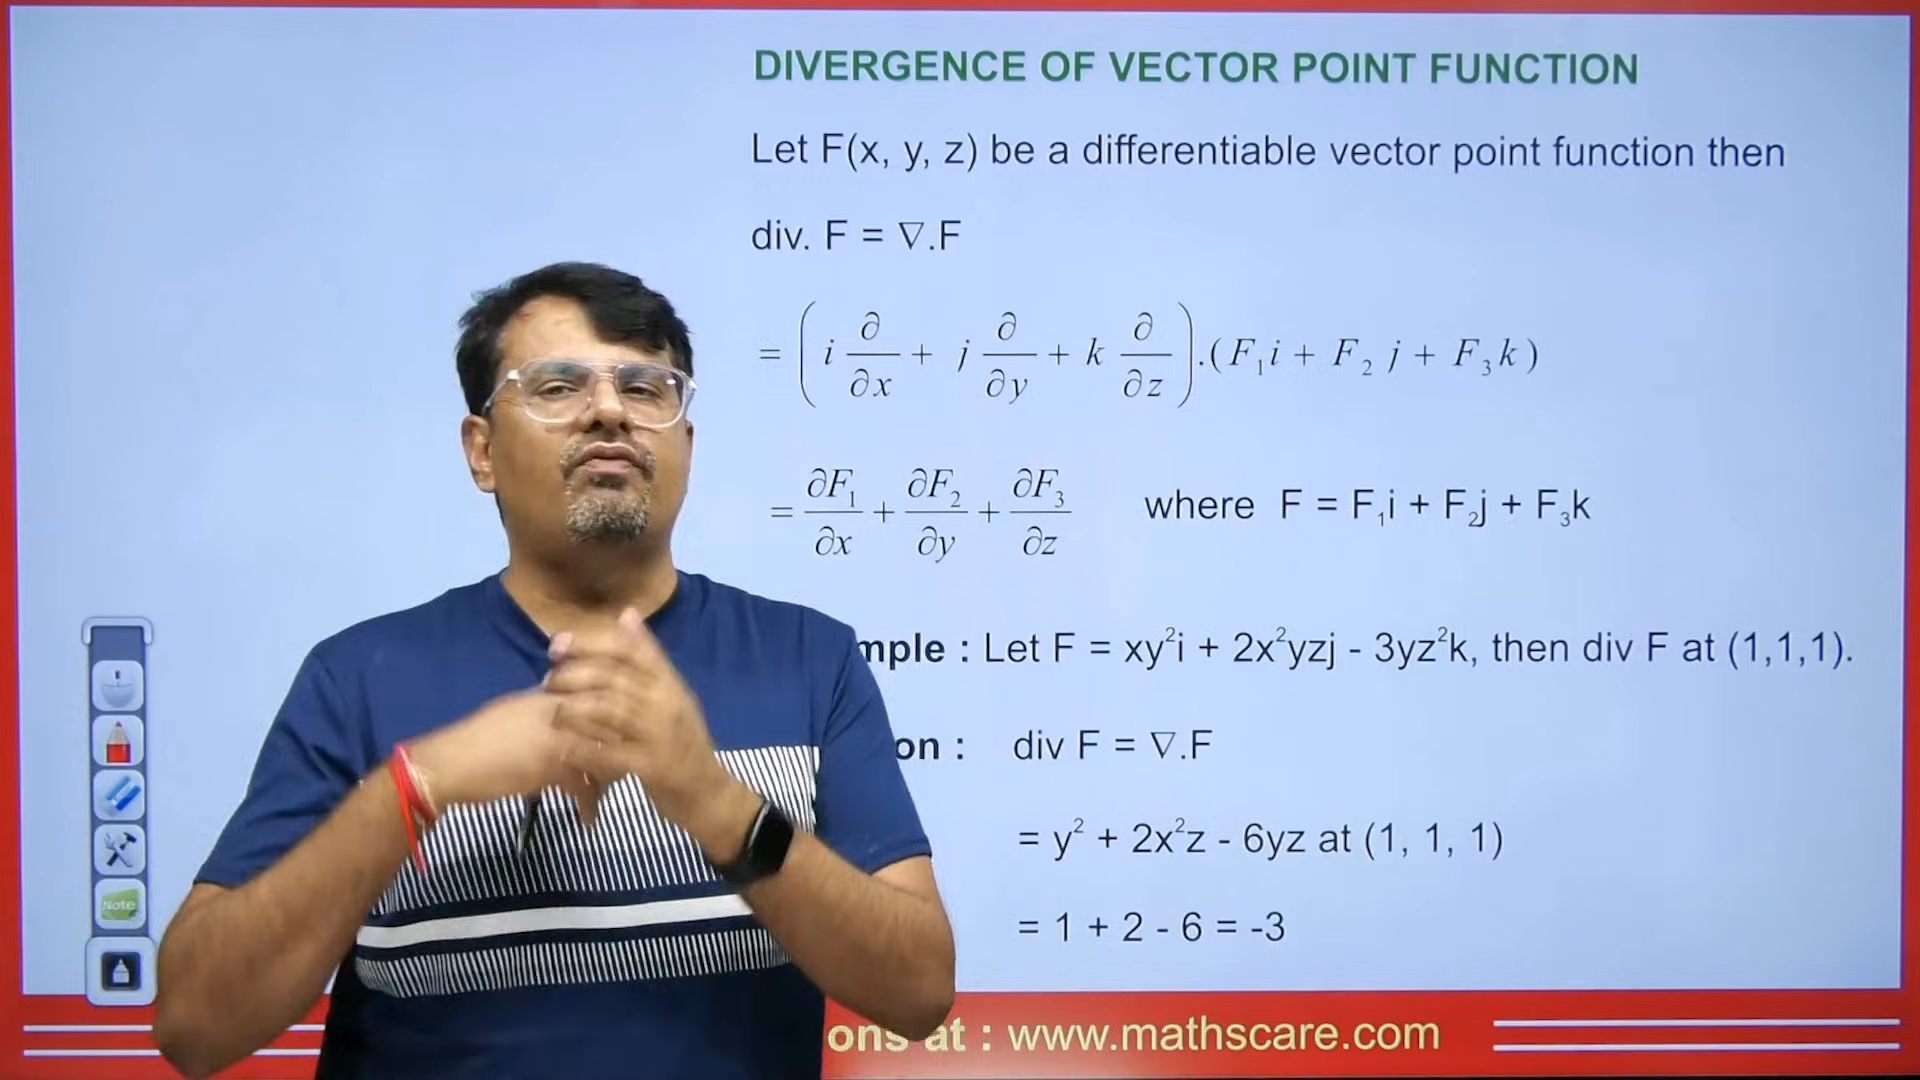 DIVERGENCE OF VECTOR POINT FUNCTION
Let F(x, y, z) be a differentiable vector point function then
div. F = ∇.F
= ( i ∂/∂x + j ∂/∂y + k ∂/∂z ).( F₁i + F₂ j + F₃k )
= ∂F₁/∂x + ∂F₂/∂y + ∂F₃/∂z where F = F₁i + F₂j + F₃k
mple : Let F = xy²i + 2x²yzj - 3yz²k, then div F at (1,1,1).
on : div F = ∇.F
= y² + 2x²z - 6yz at (1, 1, 1)
= 1 + 2 - 6 = -3
Note
ons at : www.mathscare.com